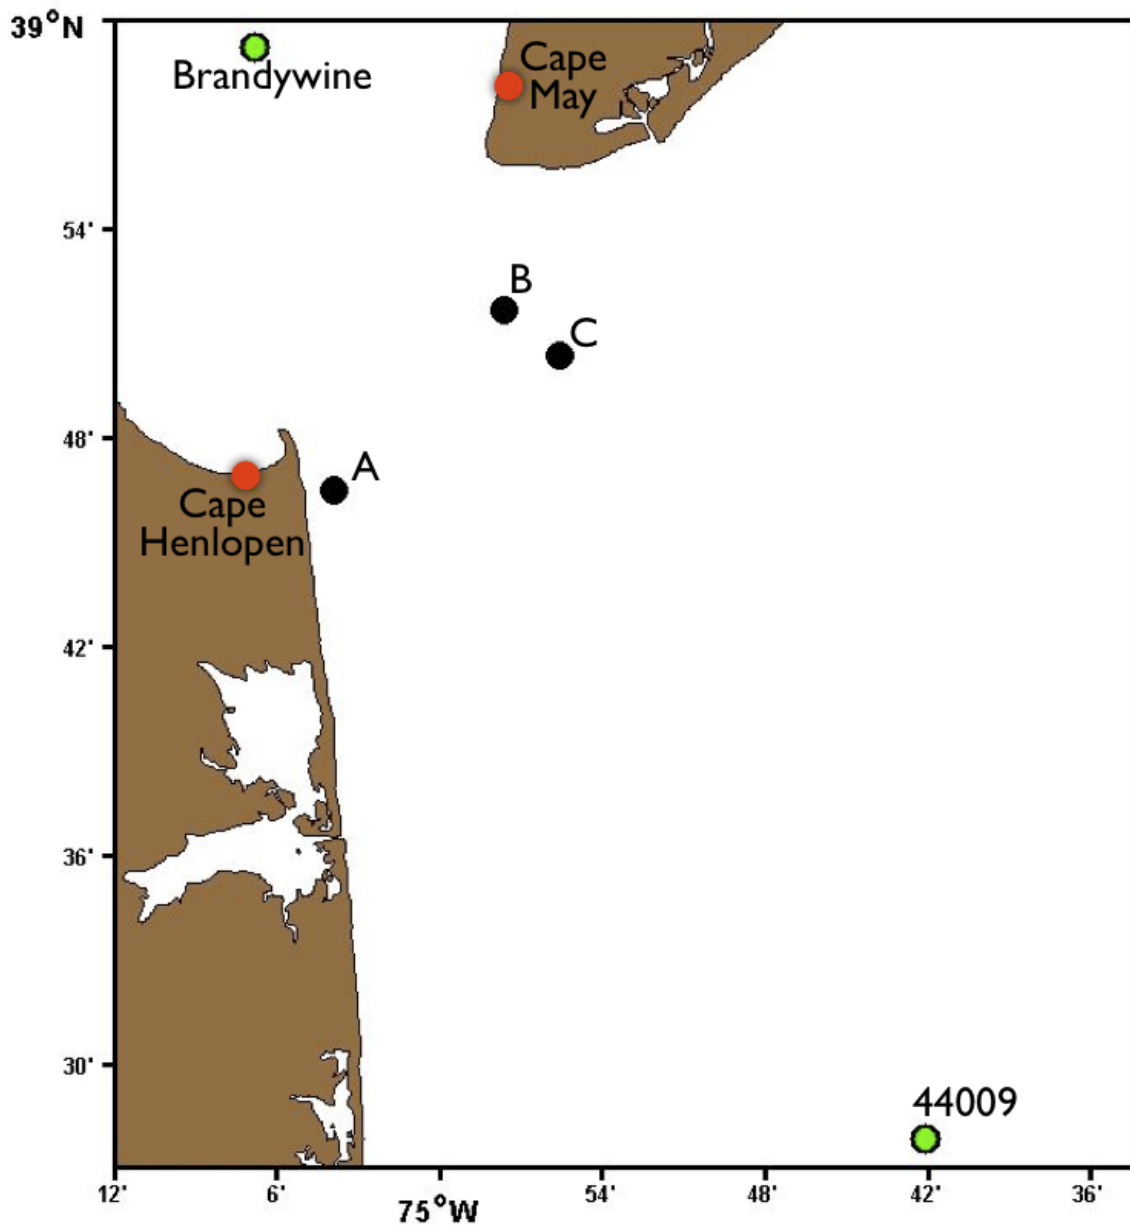 39°N
Brandywine
Cape
May
54'
B
C
48'
A
Cape
Henlopen
42'
36'
30'
44009
12'
6'
75°W
54'
48'
42'
36'